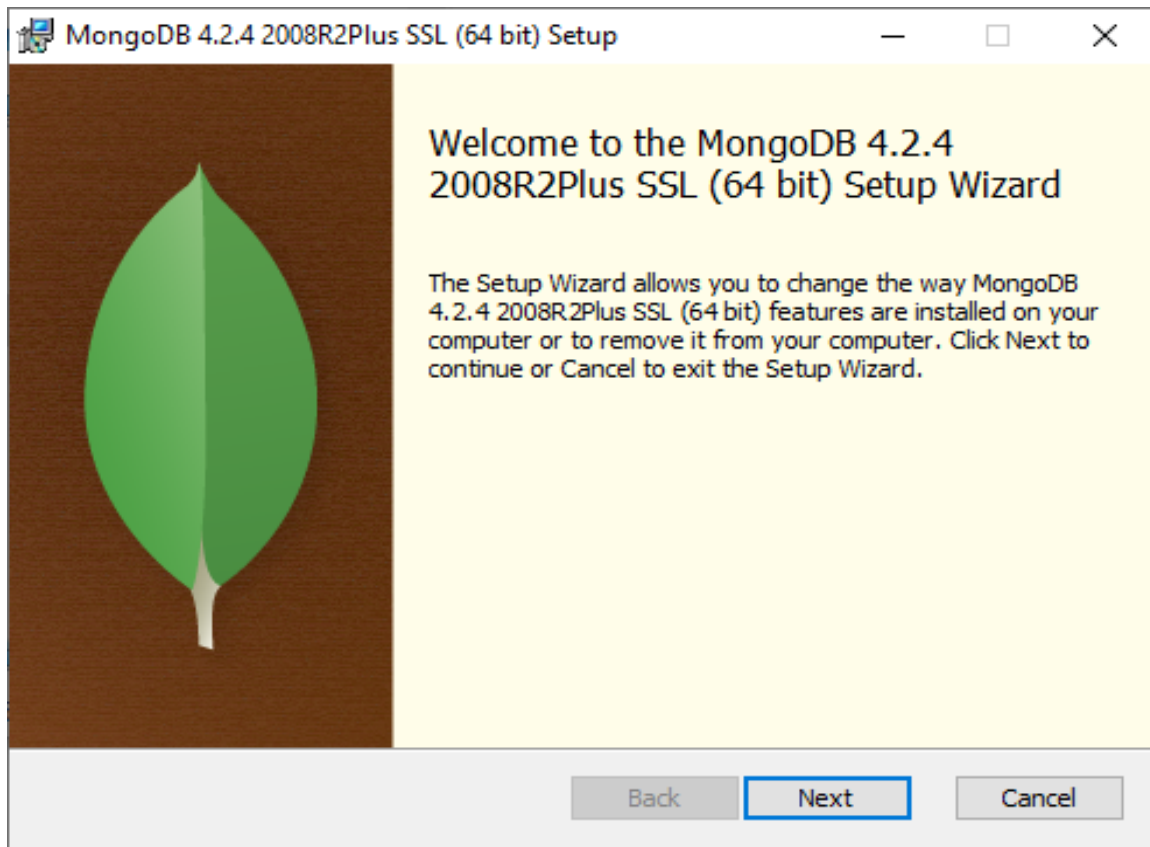 MongoDB 4.2.4 2008R2Plus SSL (64 bit) Setup
Welcome to the MongoDB 4.2.4
2008R2Plus SSL (64 bit) Setup Wizard
The Setup Wizard allows you to change the way MongoDB
4.2.4 2008R2Plus SSL (64 bit) features are installed on your
computer or to remove it from your computer. Click Next to
continue or Cancel to exit the Setup Wizard.
Back
Next
Cancel